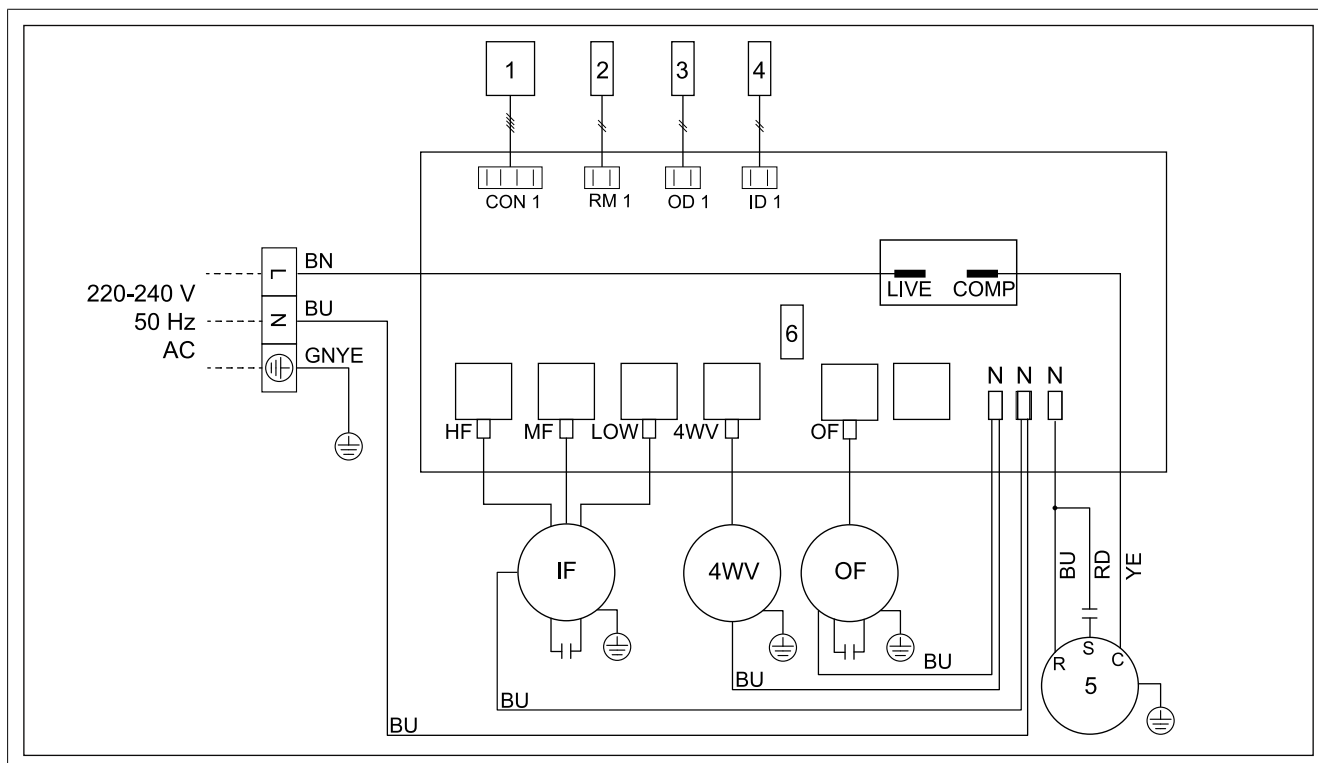 1 2 3 4
CON 1 RM 1 OD 1 ID 1
L BN
LIVE COMP
220-240 V
N BU
50 Hz
6
AC
GNYE
N N N
HF MF LOW 4WV OF
BU RD YE
IF 4WV OF
R S C
BU
5
BU
BU
BU